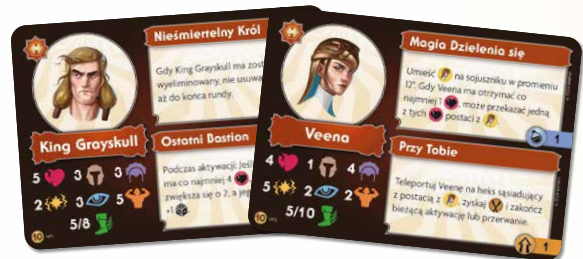 Nieśmiertelny Król
Gdy King Grayskull ma zost
wyeliminowany, nie usuwa
aż do końca rundy.
King Grayskull
Ostatni Bastion
Podczas aktywacji: Jeśl
ma co najmniej 4
zwiększa się o 2, a jeg
+1
5 3 3
2 3 5
5/8
10
Magia Dzielenia się
Umieść na sojuszniku w promieniu
12". Gdy Veena ma otrzymać co
najmniej 1, może przekazać jedną
z tych postaci z
1
Veena
Przy Tobie
Teleportuj Veenę na heks sąsiadujący
z postacią z, zyskaj i zakończ
bieżącą aktywację lub przerwanie.
1
4 1 4
5 2 2
5/10
10